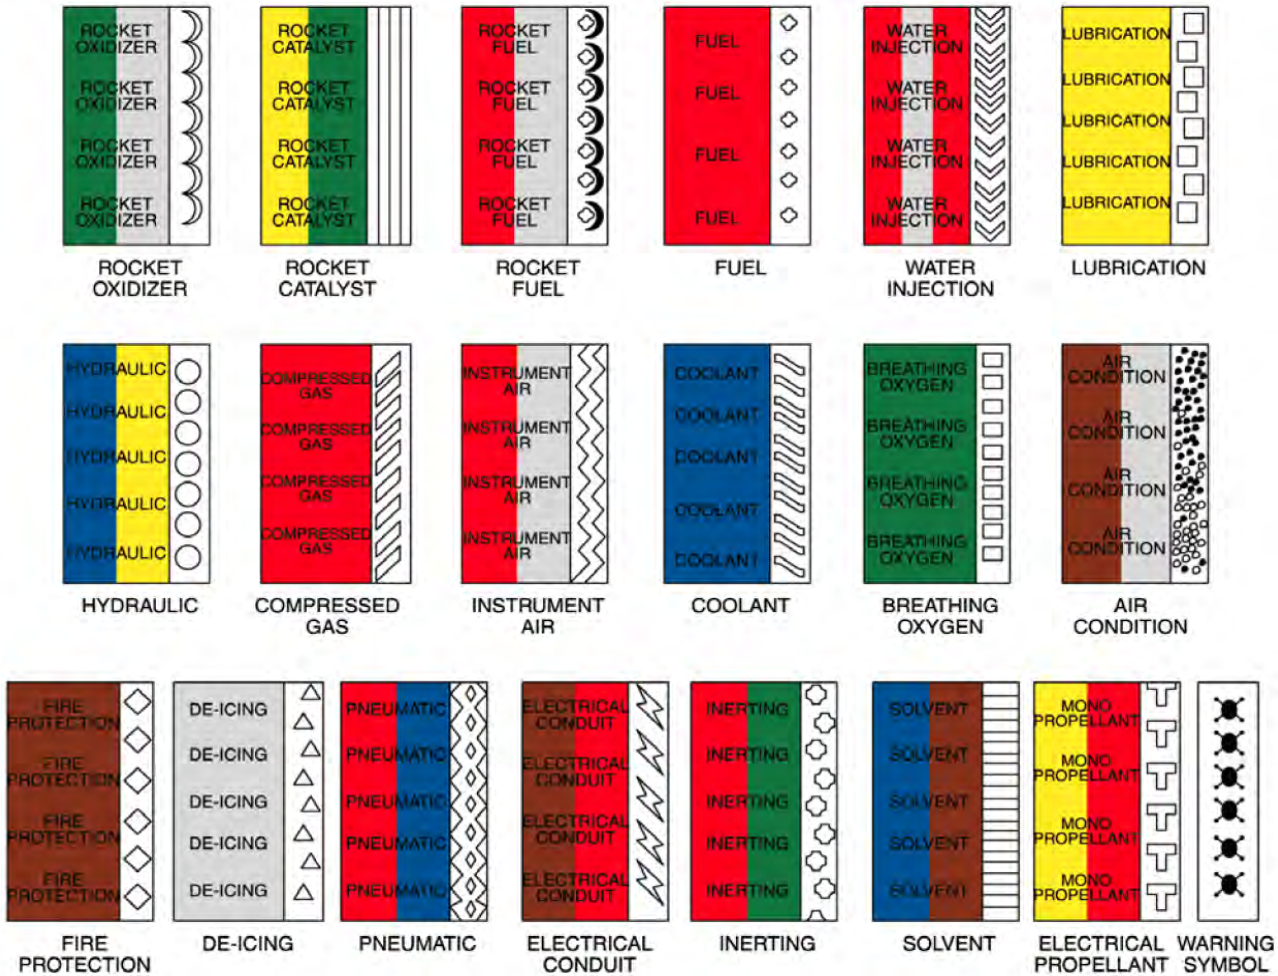 ROCKET
OXIDIZER
ROCKET
OXIDIZER
ROCKET
OXIDIZER
ROCKET
OXIDIZER
ROCKET
OXIDIZER
ROCKET
CATALYST
ROCKET
CATALYST
ROCKET
CATALYST
ROCKET
CATALYST
ROCKET
CATALYST
ROCKET
FUEL
ROCKET
FUEL
ROCKET
FUEL
ROCKET
FUEL
ROCKET
FUEL
FUEL
FUEL
FUEL
FUEL
FUEL
WATER
INJECTION
WATER
INJECTION
WATER
INJECTION
WATER
INJECTION
WATER
INJECTION
LUBRICATION
LUBRICATION
LUBRICATION
LUBRICATION
LUBRICATION
LUBRICATION
HYDRAULIC
HYDRAULIC
HYDRAULIC
HYDRAULIC
HYDRAULIC
HYDRAULIC
COMPRESSED
GAS
COMPRESSED
GAS
COMPRESSED
GAS
COMPRESSED
GAS
COMPRESSED
GAS
INSTRUMENT
AIR
INSTRUMENT
AIR
INSTRUMENT
AIR
INSTRUMENT
AIR
INSTRUMENT
AIR
COOLANT
COOLANT
COOLANT
COOLANT
COOLANT
COOLANT
BREATHING
OXYGEN
BREATHING
OXYGEN
BREATHING
OXYGEN
BREATHING
OXYGEN
BREATHING
OXYGEN
AIR
CONDITION
AIR
CONDITION
AIR
CONDITION
AIR
CONDITION
AIR
CONDITION
FIRE
PROTECTION
FIRE
PROTECTION
FIRE
PROTECTION
FIRE
PROTECTION
FIRE
PROTECTION
DE-ICING
DE-ICING
DE-ICING
DE-ICING
DE-ICING
DE-ICING
PNEUMATIC
PNEUMATIC
PNEUMATIC
PNEUMATIC
PNEUMATIC
PNEUMATIC
ELECTRICAL
CONDUIT
ELECTRICAL
CONDUIT
ELECTRICAL
CONDUIT
ELECTRICAL
CONDUIT
ELECTRICAL
CONDUIT
INERTING
INERTING
INERTING
INERTING
INERTING
INERTING
SOLVENT
SOLVENT
SOLVENT
SOLVENT
SOLVENT
SOLVENT
MONO
PROPELLANT
MONO
PROPELLANT
MONO
PROPELLANT
MONO
PROPELLANT
ELECTRICAL
PROPELLANT
WARNING
SYMBOL